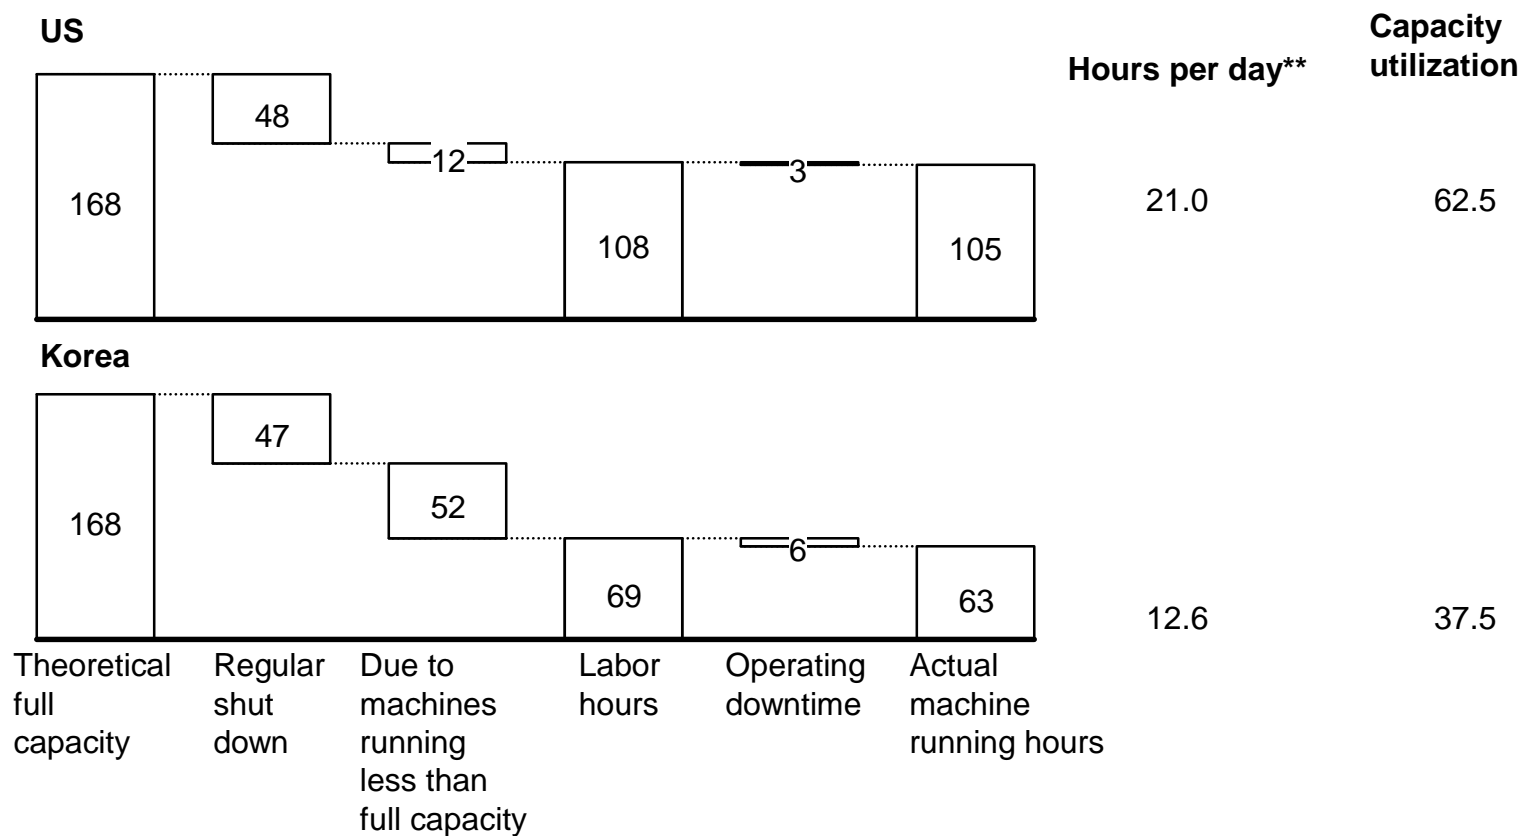 US
Hours per day**
Capacity
utilization
168
48
12
108
3
105
21.0
62.5
Korea
168
47
52
69
6
63
12.6
37.5
Theoretical
full
capacity
Regular
shut
down
Due to
machines
running
less than
full capacity
Labor
hours
Operating
downtime
Actual
machine
running hours